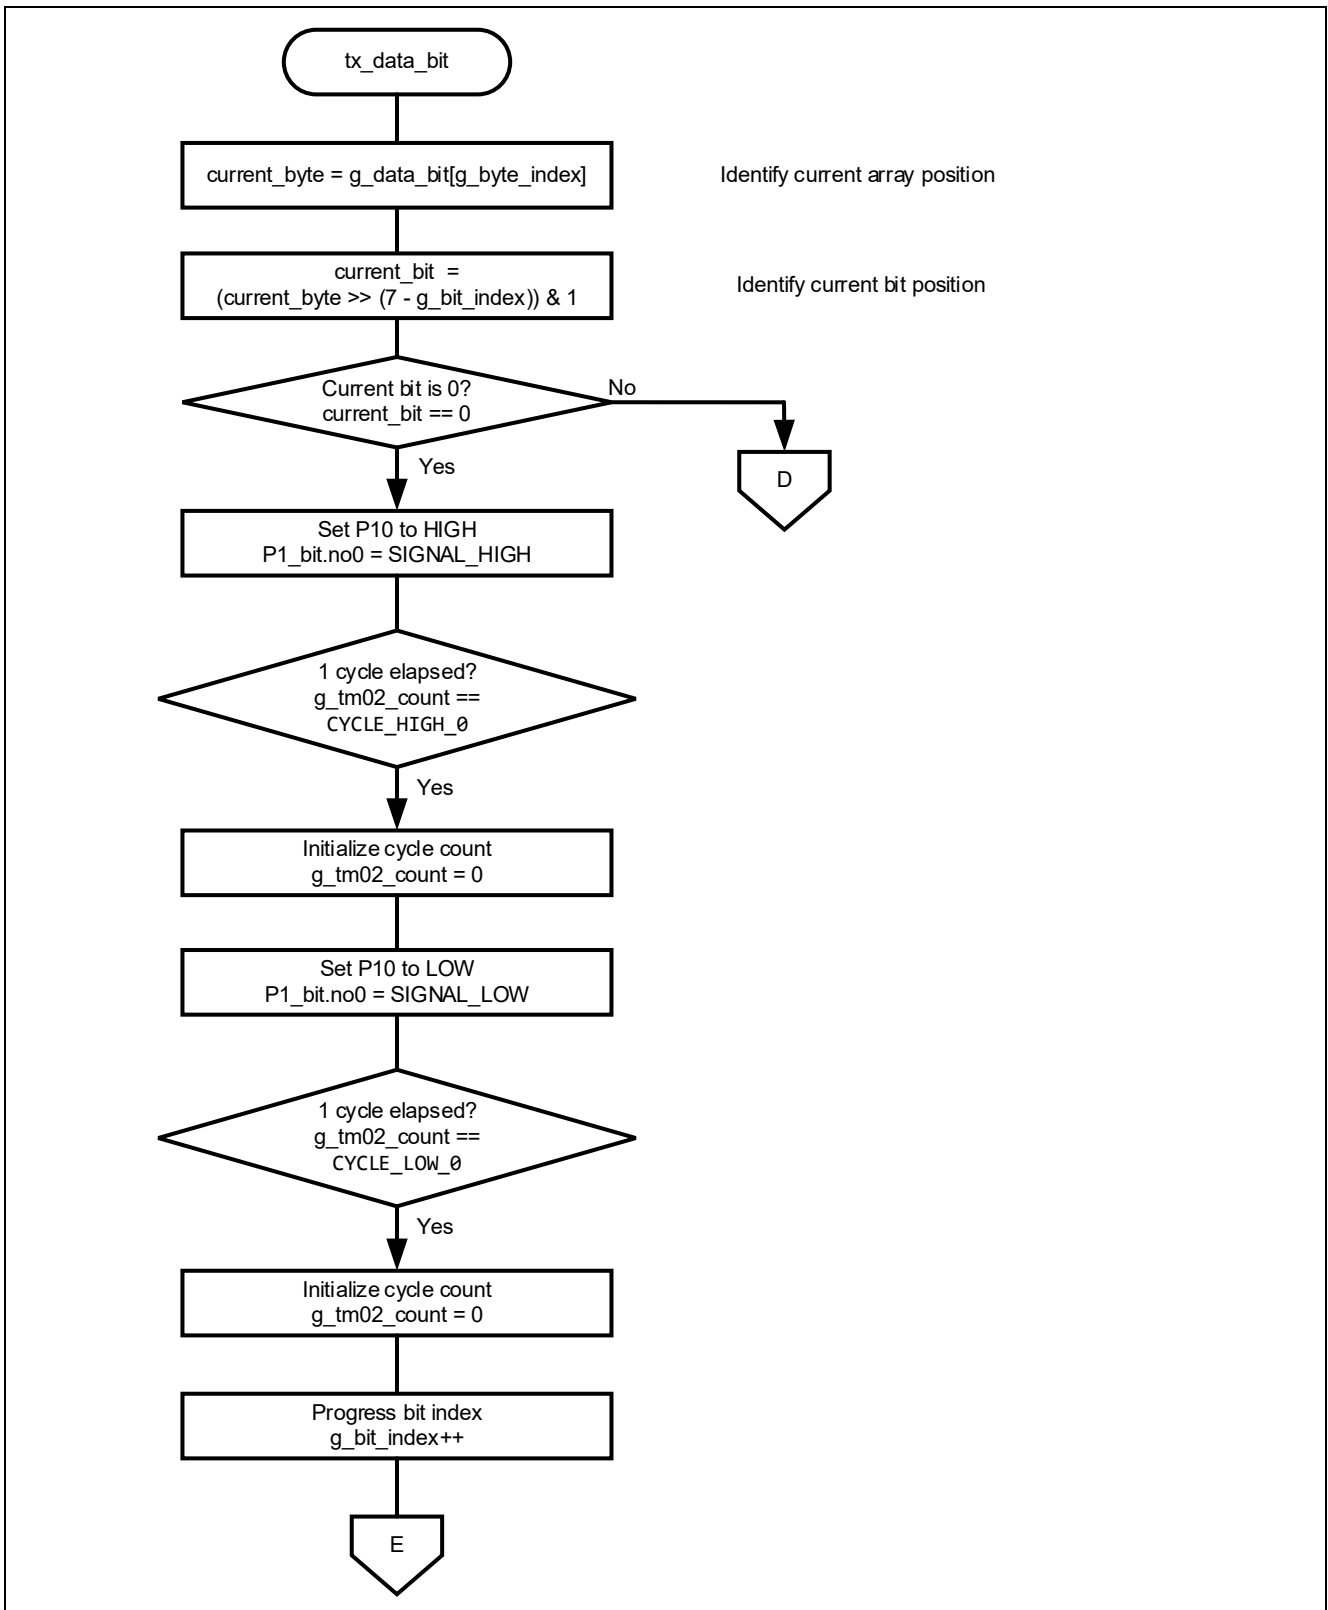 tx_data_bit
current_byte = g_data_bit[g_byte_index]
Identify current array position
current_bit =
(current_byte >> (7 - g_bit_index)) & 1
Identify current bit position
Current bit is 0?
current_bit == 0
No
D
Yes
Set P10 to HIGH
P1_bit.no0 = SIGNAL_HIGH
1 cycle elapsed?
g_tm02_count ==
CYCLE_HIGH_0
Yes
Initialize cycle count
g_tm02_count = 0
Set P10 to LOW
P1_bit.no0 = SIGNAL_LOW
1 cycle elapsed?
g_tm02_count ==
CYCLE_LOW_0
Yes
Initialize cycle count
g_tm02_count = 0
Progress bit index
g_bit_index++
E